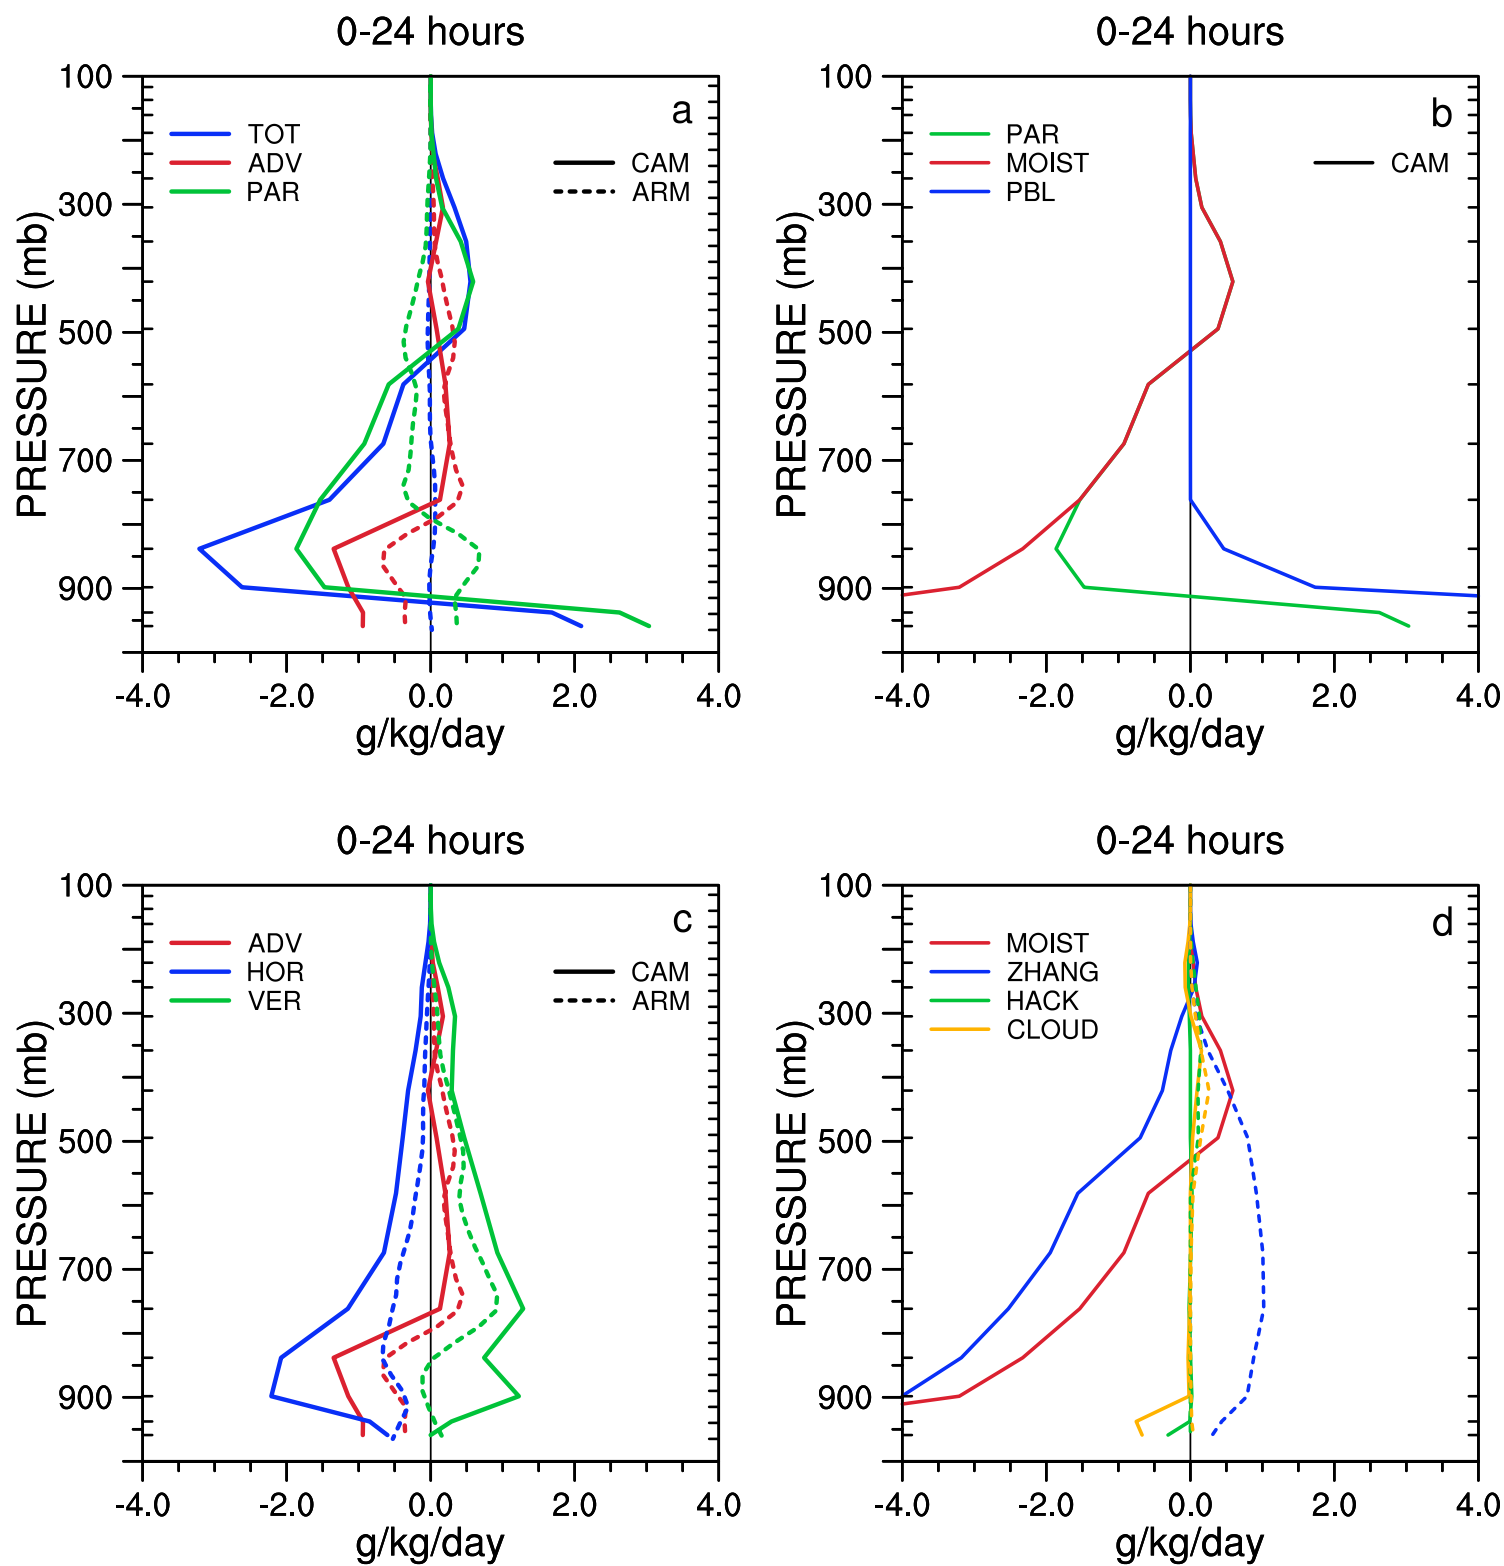 0-24 hours
a
TOT
ADV
PAR
CAM
ARM
100
300
500
700
900
PRESSURE (mb)
-4.0 -2.0 0.0 2.0 4.0
g/kg/day
0-24 hours
b
PAR
MOIST
PBL
CAM
100
300
500
700
900
PRESSURE (mb)
-4.0 -2.0 0.0 2.0 4.0
g/kg/day
0-24 hours
c
ADV
HOR
VER
CAM
ARM
100
300
500
700
900
PRESSURE (mb)
-4.0 -2.0 0.0 2.0 4.0
g/kg/day
0-24 hours
d
MOIST
ZHANG
HACK
CLOUD
100
300
500
700
900
PRESSURE (mb)
-4.0 -2.0 0.0 2.0 4.0
g/kg/day